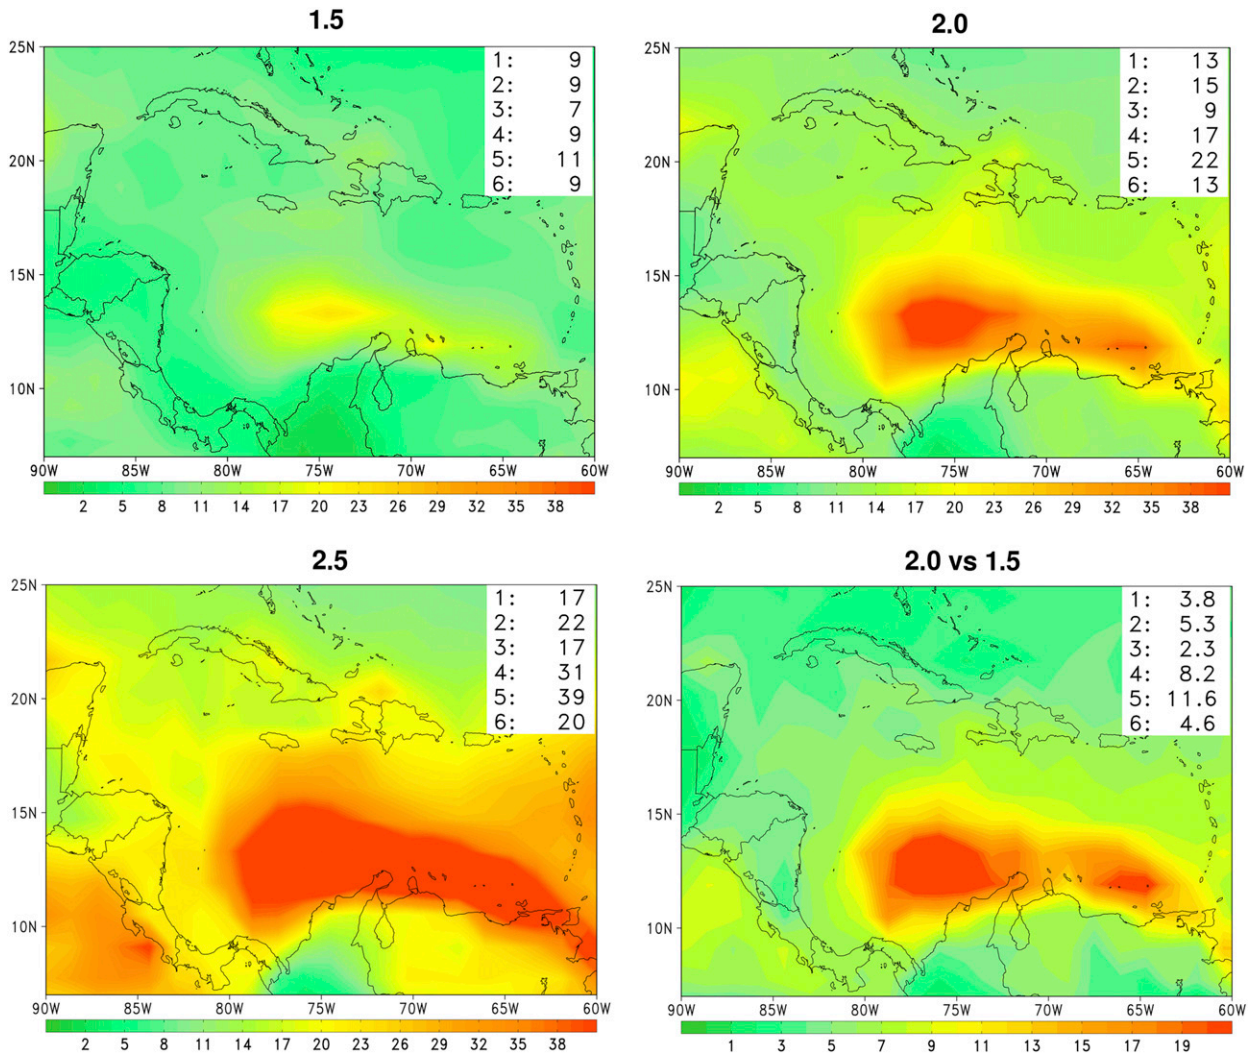 1.5
25N
20N
15N
10N
1: 9
2: 9
3: 7
4: 9
5: 11
6: 9
90W 85W 80W 75W 70W 65W 60W
2 5 8 11 14 17 20 23 26 29 32 35 38
2.0
25N
20N
15N
10N
1: 13
2: 15
3: 9
4: 17
5: 22
6: 13
90W 85W 80W 75W 70W 65W 60W
2 5 8 11 14 17 20 23 26 29 32 35 38
2.5
25N
20N
15N
10N
1: 17
2: 22
3: 17
4: 31
5: 39
6: 20
90W 85W 80W 75W 70W 65W 60W
2 5 8 11 14 17 20 23 26 29 32 35 38
2.0 vs 1.5
25N
20N
15N
10N
1: 3.8
2: 5.3
3: 2.3
4: 8.2
5: 11.6
6: 4.6
90W 85W 80W 75W 70W 65W 60W
1 3 5 7 9 11 13 15 17 19